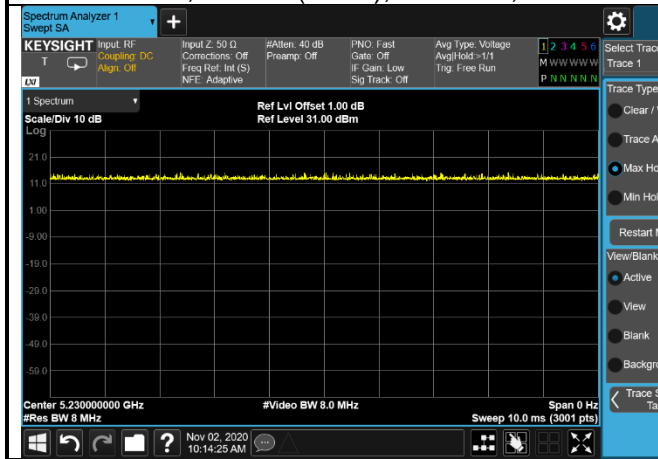 Spectrum Analyzer 1
Swept SA
KEYSIGHT
T
LXI
Input: RF
Coupling: DC
Align: Off
Input Z: 50 Ω
Corrections: Off
Freq Ref: Int (S)
NFE: Adaptive
#Atten: 40 dB
Preamp: Off
PNO: Fast
Gate: Off
IF Gain: Low
Sig Track: Off
Avg Type: Voltage
Avg|Hold:>1/1
Trig: Free Run
1 2 3 4 5 6
M W W W W W
P N N N N N
Select Trace
Trace 1
Trace Type
Clear /
Trace A
Max Ho
Min Hol
Restart M
View/Blank
Active
View
Blank
Backgro
Trace S
Ta
1 Spectrum
Scale/Div 10 dB
Log
Ref Lvl Offset 1.00 dB
Ref Level 31.00 dBm
21.0
11.0
1.00
-9.00
-19.0
-29.0
-39.0
-49.0
-59.0
Center 5.230000000 GHz
#Res BW 8 MHz
#Video BW 8.0 MHz
Span 0 Hz
Sweep 10.0 ms (3001 pts)
?
Nov 02, 2020
10:14:25 AM